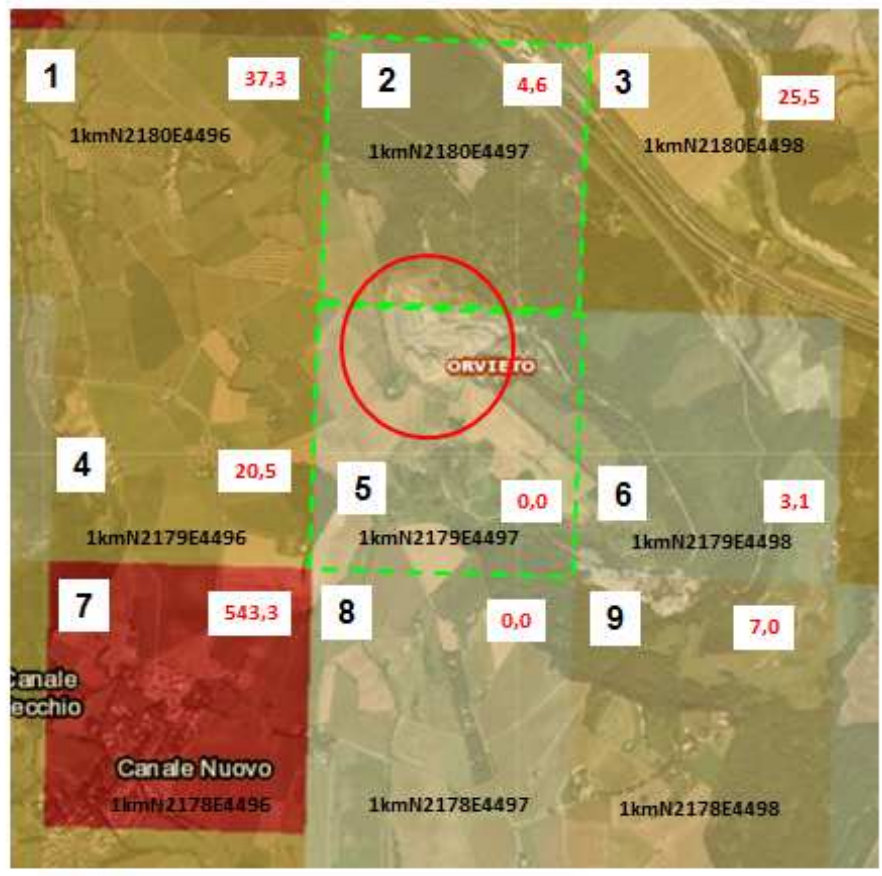 1 37,3 2 4,6 3 25,5
1kmN2180E4496 1kmN2180E4497 1kmN2180E4498
ORVIETO
4 20,5 5 0,0 6 3,1
1kmN2179E4496 1kmN2179E4497 1kmN2179E4498
7 543,3 8 0,0 9 7,0
Canale
ecchio
Canale Nuovo
1kmN2178E4496 1kmN2178E4497 1kmN2178E4498